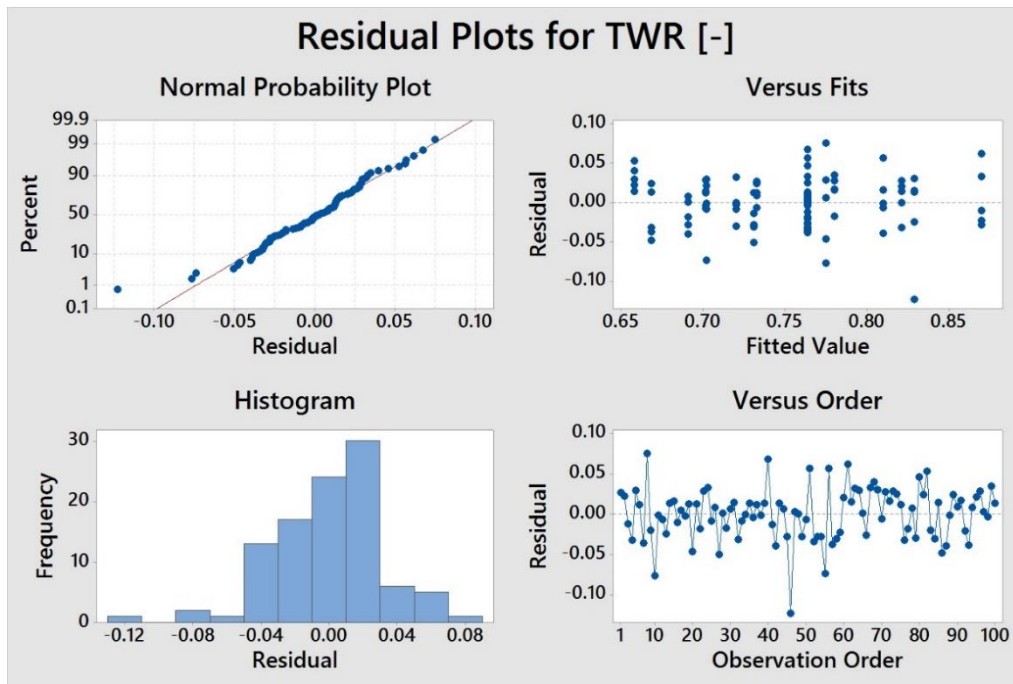 Residual Plots for TWR [-]
Normal Probability Plot
99.9
99
90
50
10
1
0.1
Percent
-0.10 -0.05 0.00 0.05 0.10
Residual
Versus Fits
0.10
0.05
0.00
-0.05
-0.10
Residual
0.65 0.70 0.75 0.80 0.85
Fitted Value
Histogram
30
20
10
0
Frequency
-0.12 -0.08 -0.04 0.00 0.04 0.08
Residual
Versus Order
0.10
0.05
0.00
-0.05
-0.10
Residual
1 10 20 30 40 50 60 70 80 90 100
Observation Order